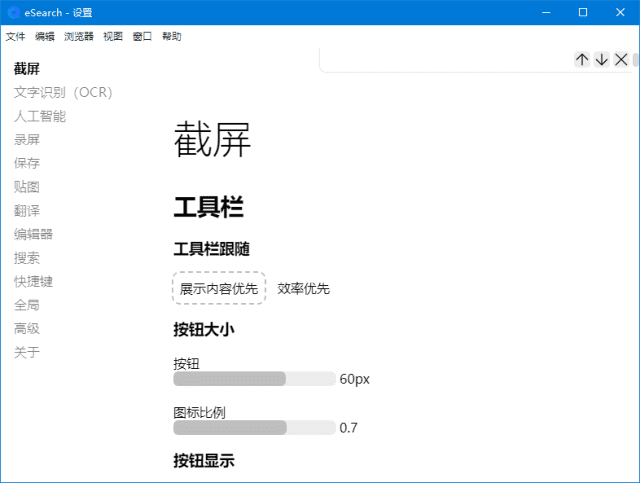 eSearch - 设置
文件 编辑 浏览器 视图 窗口 帮助
截屏
文字识别（OCR）
人工智能
录屏
保存
贴图
翻译
编辑器
搜索
快捷键
全局
高级
关于
截屏
工具栏
工具栏跟随
展示内容优先 效率优先
按钮大小
按钮
60px
图标比例
0.7
按钮显示